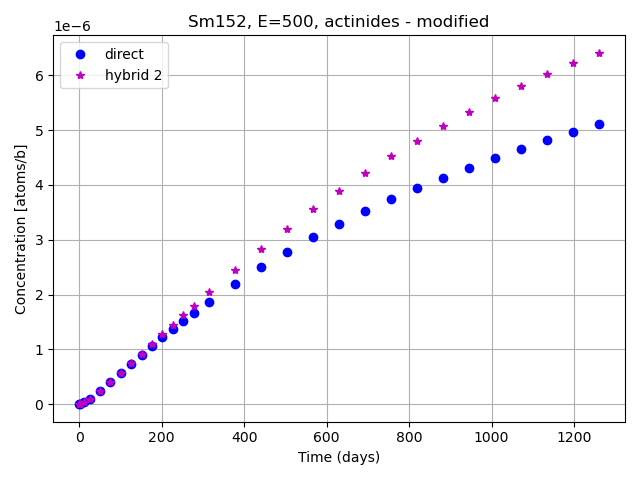 Sm152, E=500, actinides - modified
1e−6
direct
hybrid 2
6
5
4
3
2
1
0
Concentration [atoms/b]
0 200 400 600 800 1000 1200
Time (days)